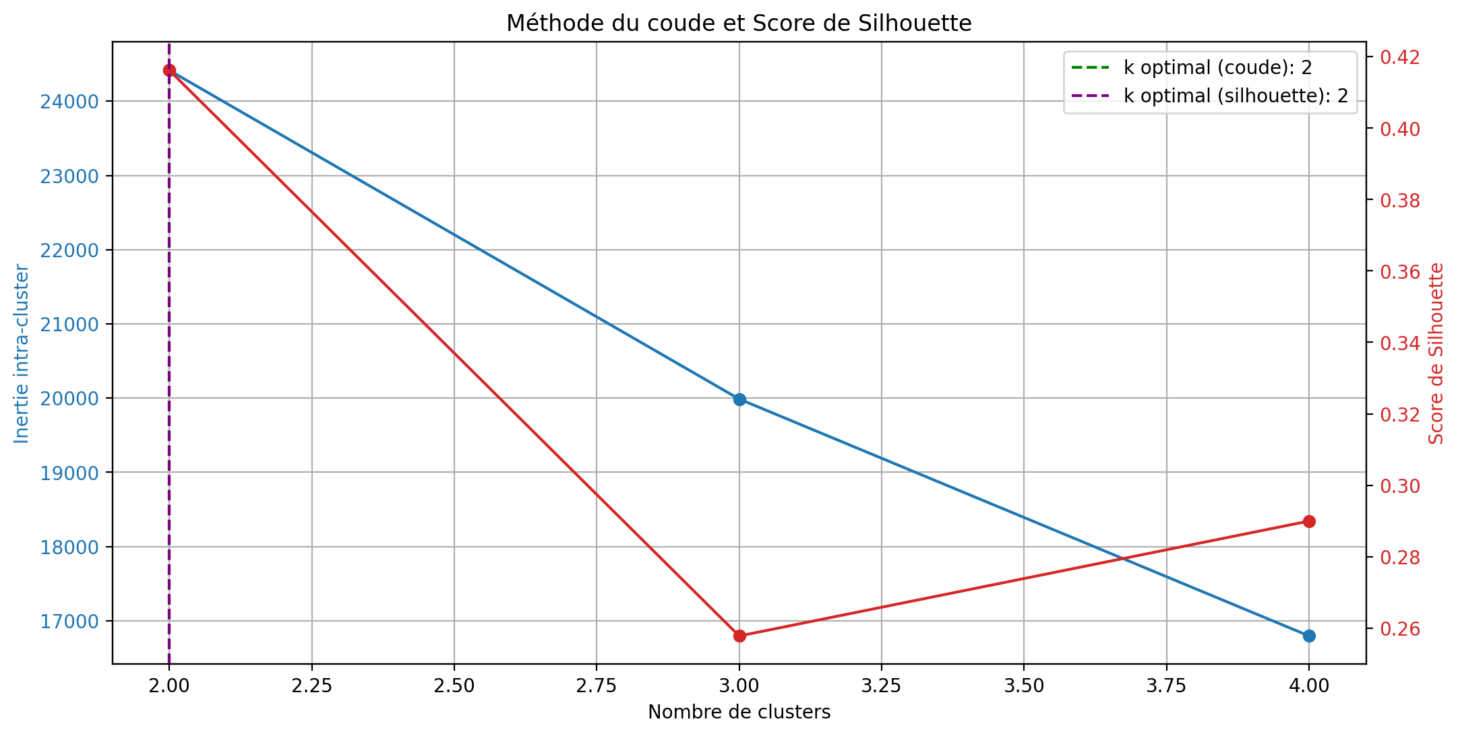 Méthode du coude et Score de Silhouette
k optimal (coude): 2
k optimal (silhouette): 2
Inertie intra-cluster
24000
23000
22000
21000
20000
19000
18000
17000
Score de Silhouette
0.42
0.40
0.38
0.36
0.34
0.32
0.30
0.28
0.26
2.00 2.25 2.50 2.75 3.00 3.25 3.50 3.75 4.00
Nombre de clusters